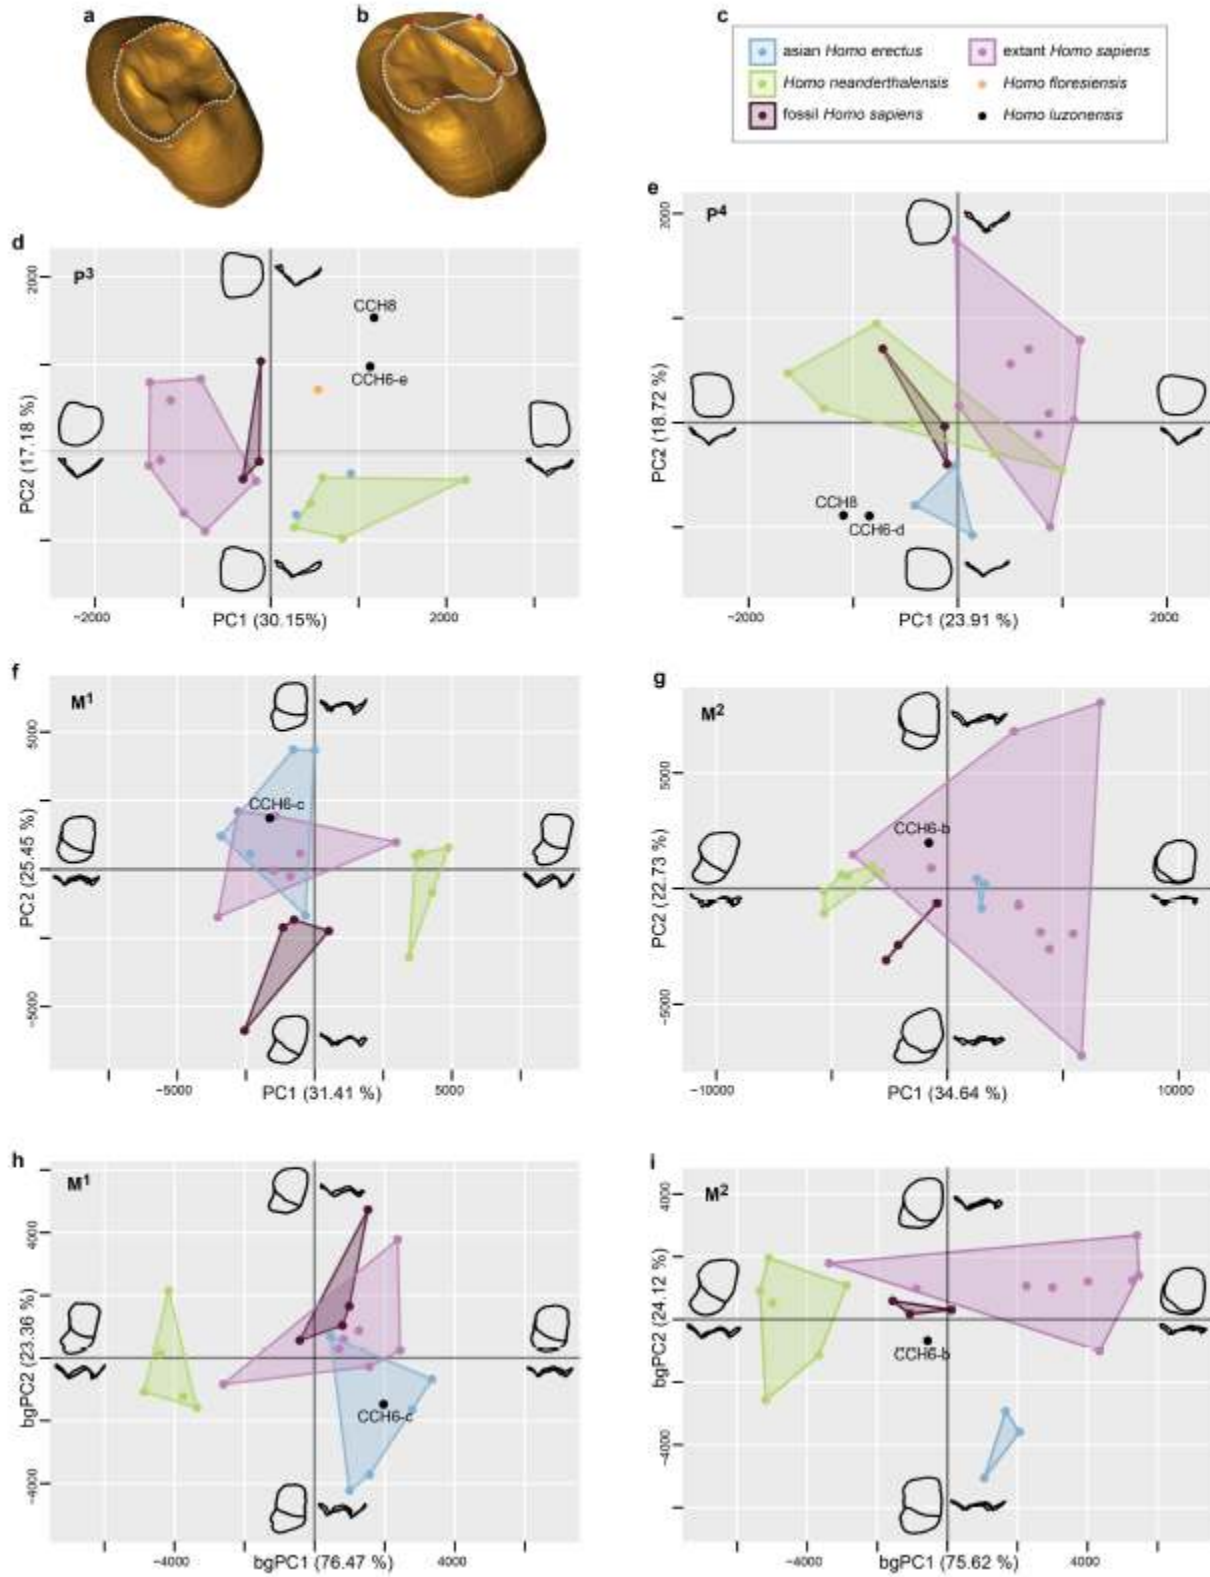 a
b
c
asian Homo erectus
extant Homo sapiens
Homo neanderthalensis
Homo floresiensis
fossil Homo sapiens
Homo luzonensis
d
P3
2000
CCH8
CCH6-e
PC2 (17.18 %)
−2000
2000
PC1 (30.15%)
e
P4
2000
PC2 (18.72 %)
CCH8
CCH6-d
−2000
2000
PC1 (23.91 %)
f
M1
5000
CCH6-c
PC2 (25.45 %)
−5000
−5000
5000
PC1 (31.41 %)
g
M2
5000
CCH6-b
PC2 (22.73 %)
−5000
−10000
10000
PC1 (34.64 %)
h
M1
4000
bgPC2 (23.36 %)
CCH6-c
−4000
−4000
4000
bgPC1 (76.47 %)
i
M2
4000
bgPC2 (24.12 %)
CCH6-b
−4000
−4000
4000
bgPC1 (75.62 %)